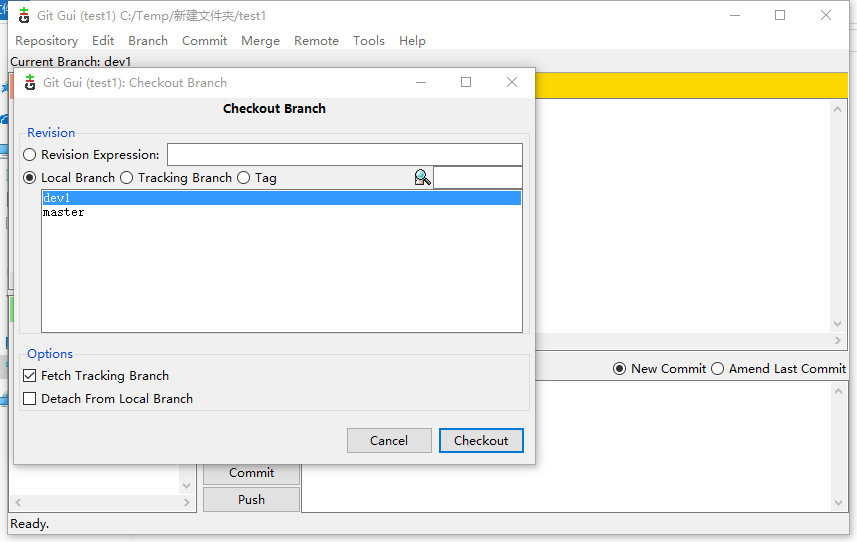 Git Gui (test1) C:/Temp/新建文件夹/test1
Repository Edit Branch Commit Merge Remote Tools Help
Current Branch: dev1
Git Gui (test1): Checkout Branch
Checkout Branch
Revision
Revision Expression:
Local Branch Tracking Branch Tag
dev1
master
Options
Fetch Tracking Branch
Detach From Local Branch
Cancel Checkout
New Commit Amend Last Commit
Commit
Push
Ready.